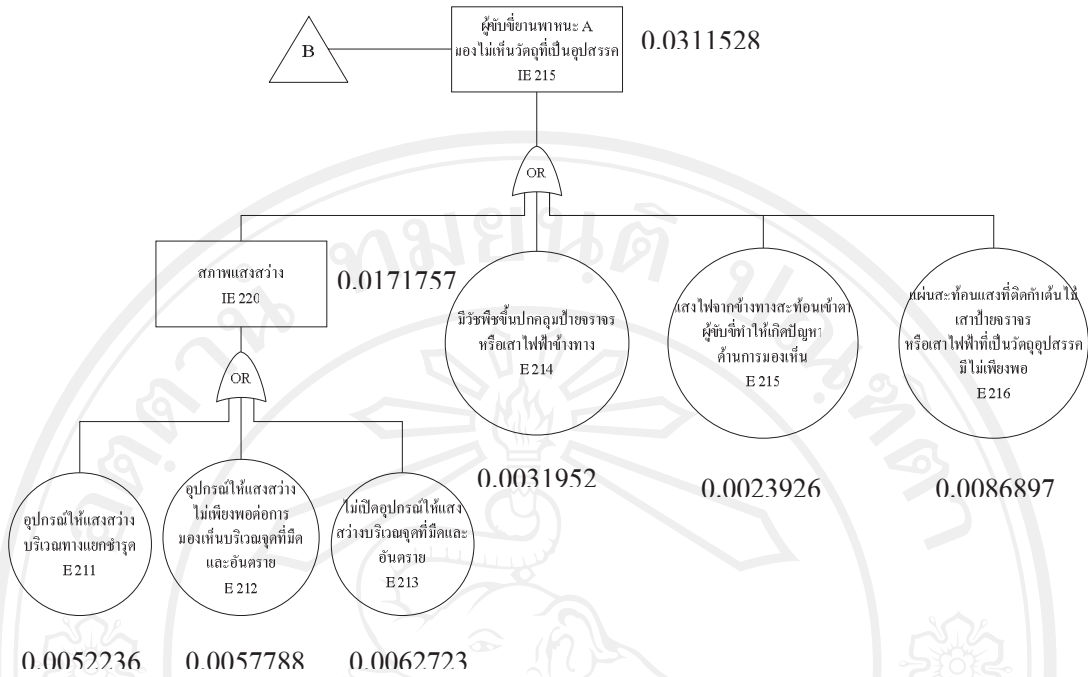 B
ผู้ขับขี่ยานพาหนะ A
มองไม่เห็นวัตถุที่เป็นอุปสรรค
IE 215
0.0311528
OR
สภาพแสงสว่าง
IE 220
0.0171757
มีวัชพืชขึ้นปกคลุมป้ายจราจร
หรือเสาไฟฟ้าข้างทาง
E 214
0.0031952
แสงไฟจากข้างทางสะท้อนเข้าตา
ผู้ขับขี่ทำให้เกิดปัญหา
ด้านการมองเห็น
E 215
0.0023926
แผ่นสะท้อนแสงที่ติดกับต้นไม้
เสาป้ายจราจร
หรือเสาไฟฟ้าที่เป็นวัตถุอุปสรรค
มีไม่เพียงพอ
E 216
0.0086897
OR
อุปกรณ์ให้แสงสว่าง
บริเวณทางแยกชำรุด
E 211
0.0052236
อุปกรณ์ให้แสงสว่าง
ไม่เพียงพอต่อการ
มองเห็นบริเวณจุดที่มืด
และอันตราย
E 212
0.0057788
ไม่เปิดอุปกรณ์ให้แสง
สว่างบริเวณจุดที่มืดและ
อันตราย
E 213
0.0062723